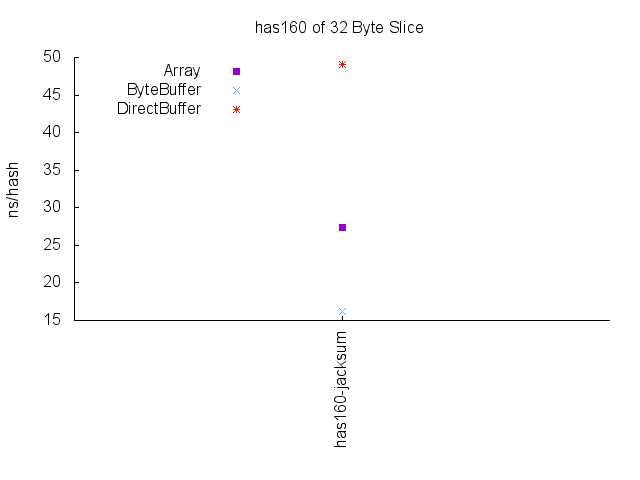 has160 of 32 Byte Slice
Array
ByteBuffer
DirectBuffer
50
45
40
35
30
25
20
15
ns/hash
has160-jacksum